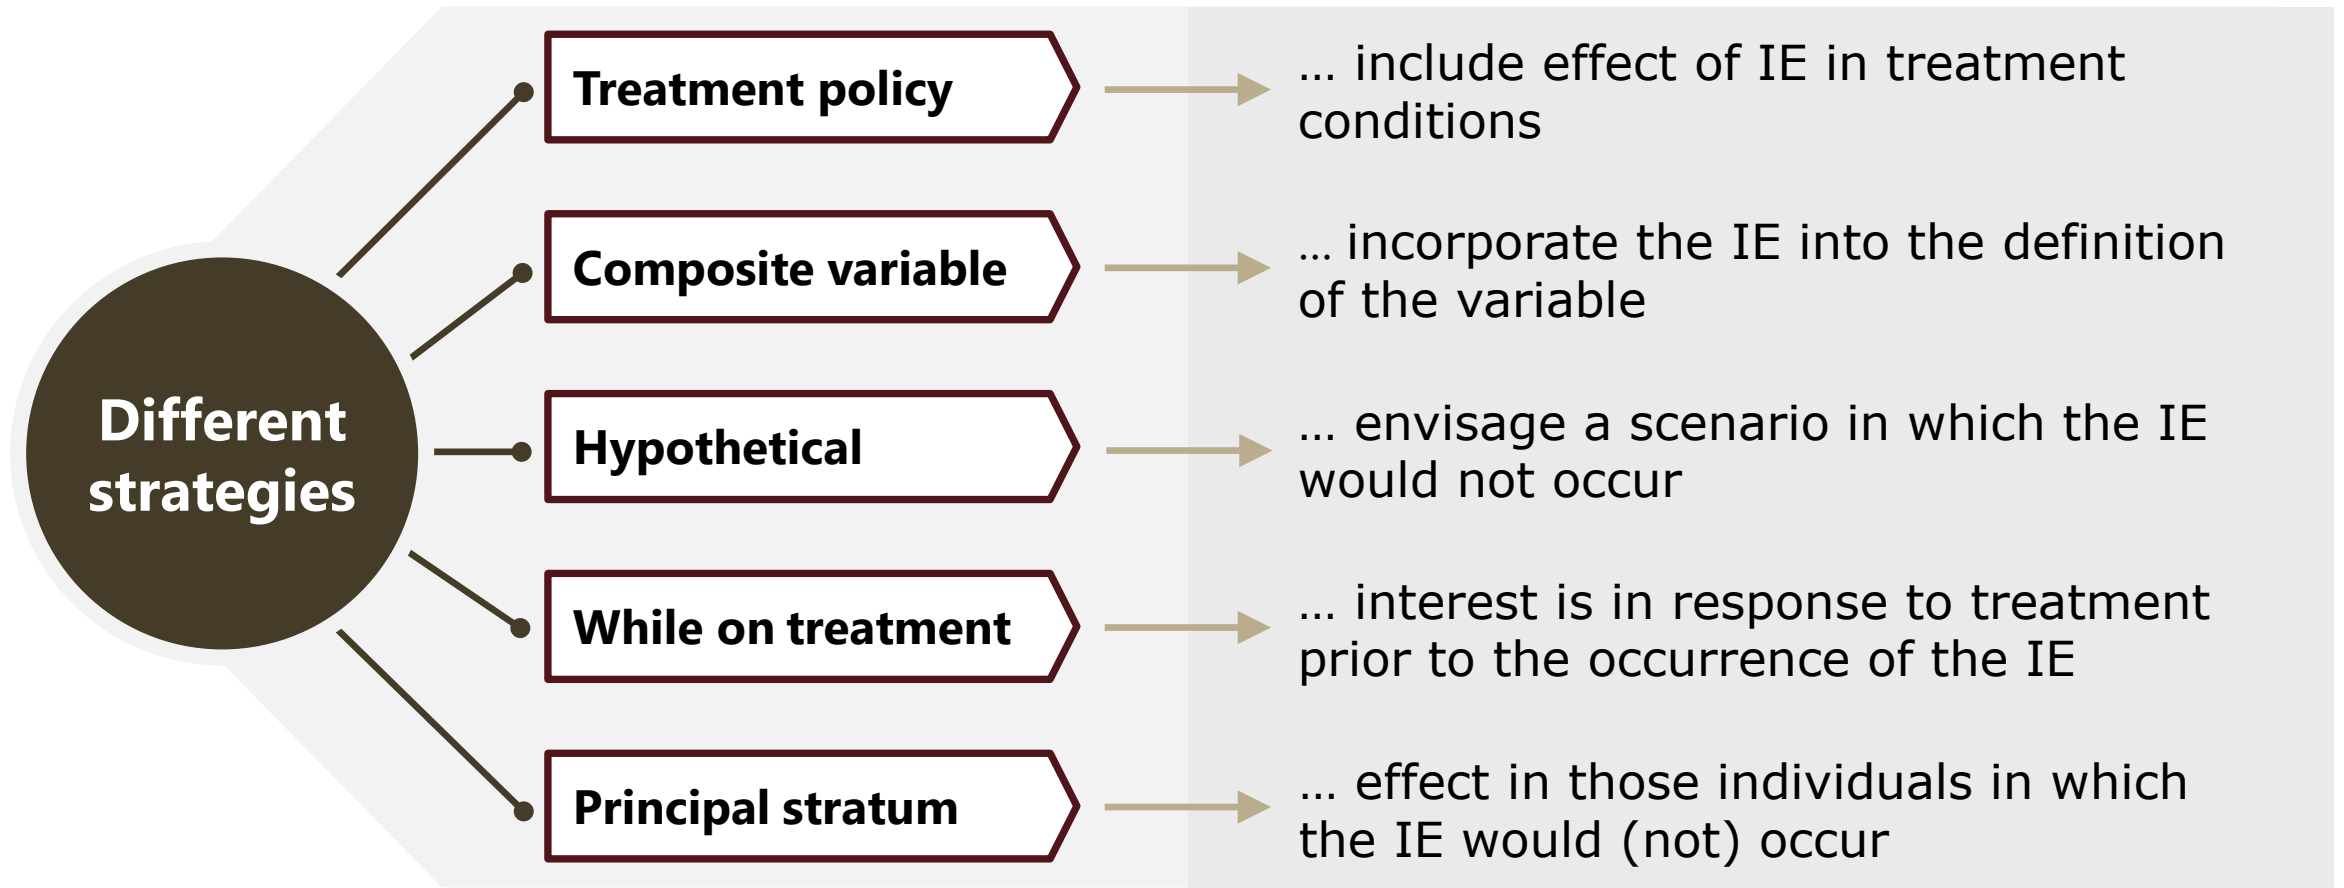 Different
strategies
Treatment policy
... include effect of IE in treatment
conditions
Composite variable
... incorporate the IE into the definition
of the variable
Hypothetical
... envisage a scenario in which the IE
would not occur
While on treatment
... interest is in response to treatment
prior to the occurrence of the IE
Principal stratum
... effect in those individuals in which
the IE would (not) occur